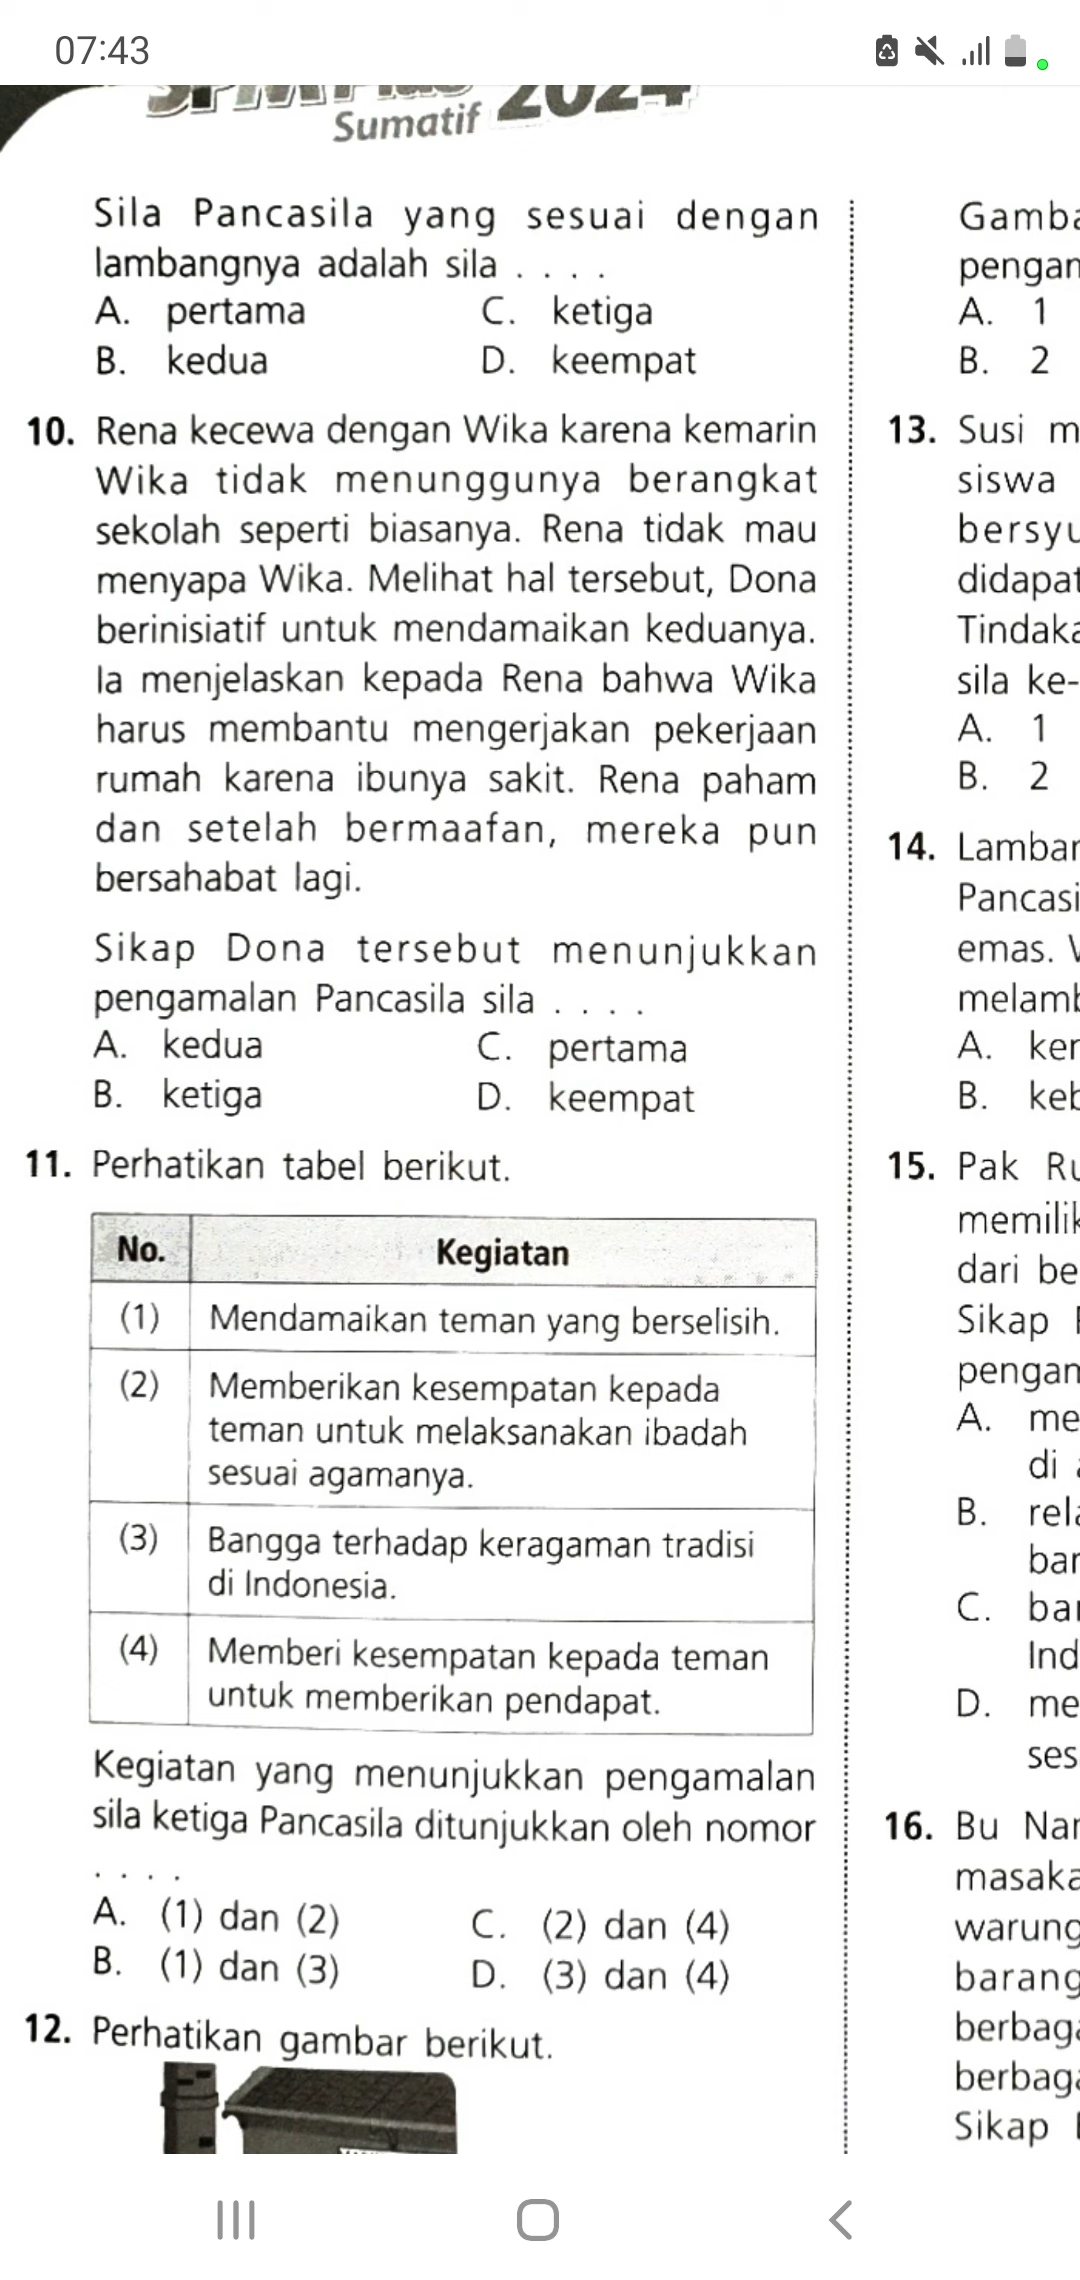 07:43
Sumatif 2024
Sila Pancasila yang sesuai dengan
lambangnya adalah sila . . . .
A. pertama
C. ketiga
B. kedua
D. keempat
10. Rena kecewa dengan Wika karena kemarin
Wika tidak menunggunya berangkat
sekolah seperti biasanya. Rena tidak mau
menyapa Wika. Melihat hal tersebut, Dona
berinisiatif untuk mendamaikan keduanya.
Ia menjelaskan kepada Rena bahwa Wika
harus membantu mengerjakan pekerjaan
rumah karena ibunya sakit. Rena paham
dan setelah bermaafan, mereka pun
bersahabat lagi.
Sikap Dona tersebut menunjukkan
pengamalan Pancasila sila . . . .
A. kedua
C. pertama
B. ketiga
D. keempat
11. Perhatikan tabel berikut.
No. Kegiatan
(1) Mendamaikan teman yang berselisih.
(2) Memberikan kesempatan kepada
teman untuk melaksanakan ibadah
sesuai agamanya.
(3) Bangga terhadap keragaman tradisi
di Indonesia.
(4) Memberi kesempatan kepada teman
untuk memberikan pendapat.
Kegiatan yang menunjukkan pengamalan
sila ketiga Pancasila ditunjukkan oleh nomor
. . . .
A. (1) dan (2)
C. (2) dan (4)
B. (1) dan (3)
D. (3) dan (4)
12. Perhatikan gambar berikut.
A. 1
B. 2
13. Susi
siswa
sila ke-
A. 1
B. 2
14.
emas.
A.
B.
15. Pak
dari
Sikap
A.
di
B.
C.
D.
16. Bu
Sikap